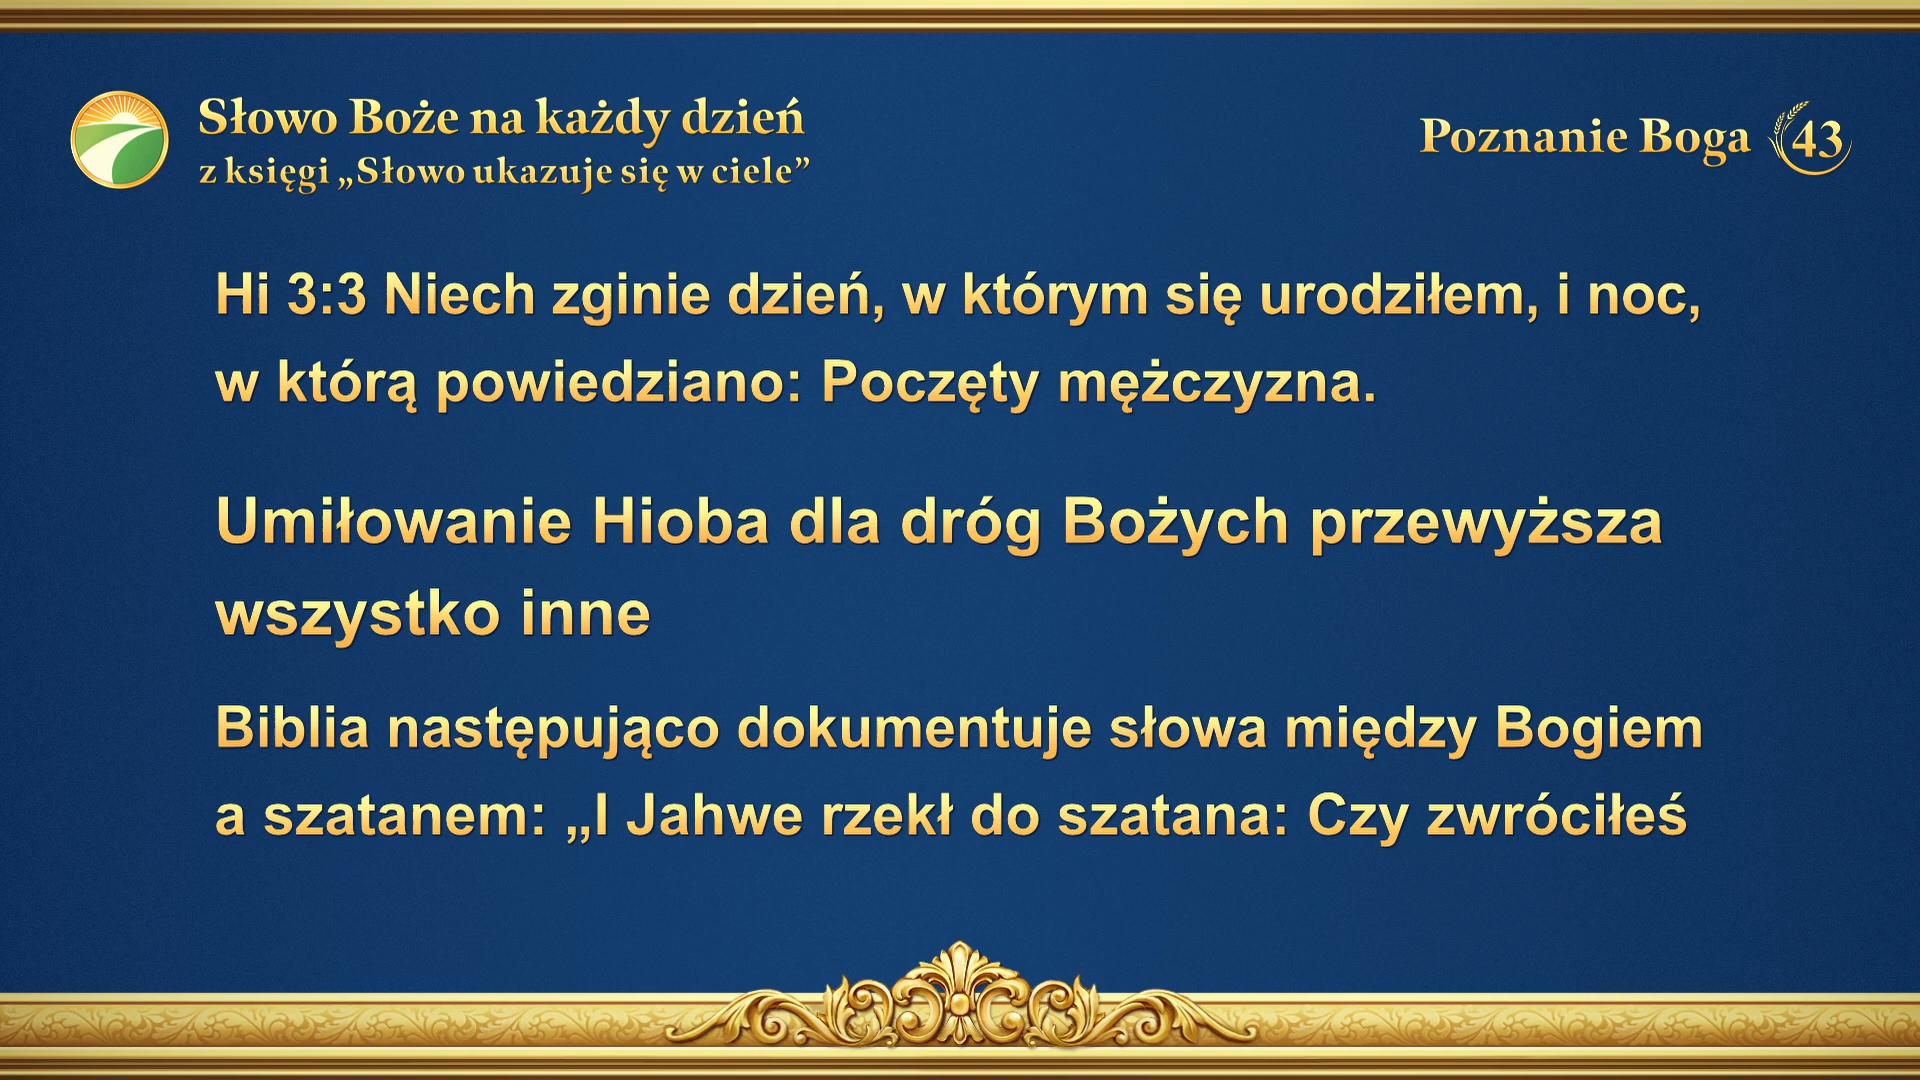 Słowo Boże na każdy dzień
z księgi „Słowo ukazuje się w ciele”
Poznanie Boga 43
Hi 3:3 Niech zginie dzień, w którym się urodziłem, i noc,
w którą powiedziano: Poczęty mężczyzna.
Umiłowanie Hioba dla dróg Bożych przewyższa
wszystko inne
Biblia następująco dokumentuje słowa między Bogiem
a szatanem: „I Jahwe rzekł do szatana: Czy zwróciłeś